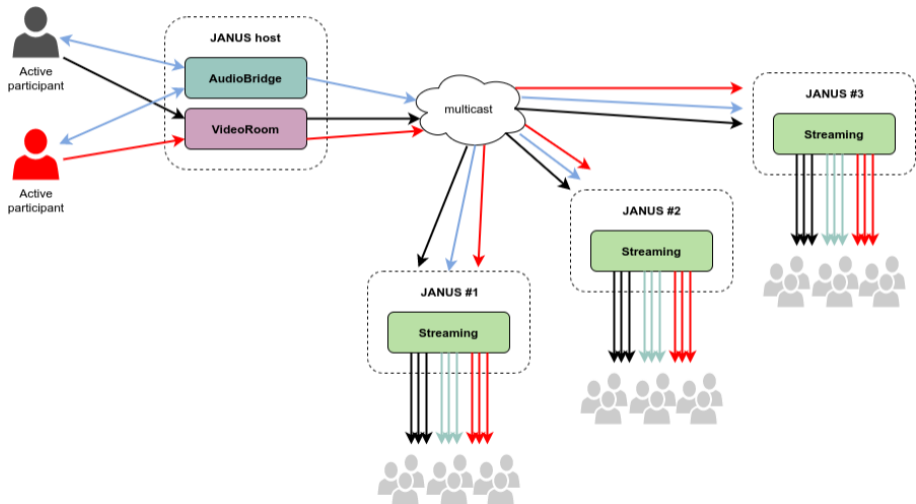 JANUS host
Active
participant
AudioBridge
VideoRoom
multicast
Active
participant
JANUS #3
Streaming
JANUS #2
Streaming
JANUS #1
Streaming